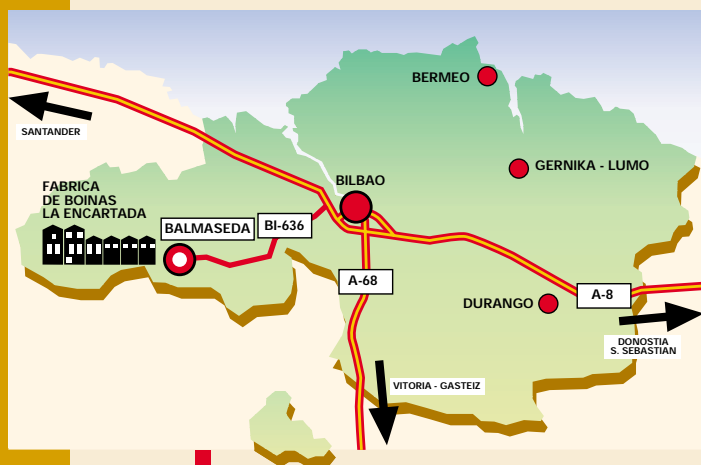 BERMEO
SANTANDER
GERNIKA - LUMO
BILBAO
FABRICA
DE BOINAS
LA ENCARTADA
BALMASEDA
BI-636
A-68
A-8
DURANGO
DONOSTIA
S. SEBASTIAN
VITORIA - GASTEIZ